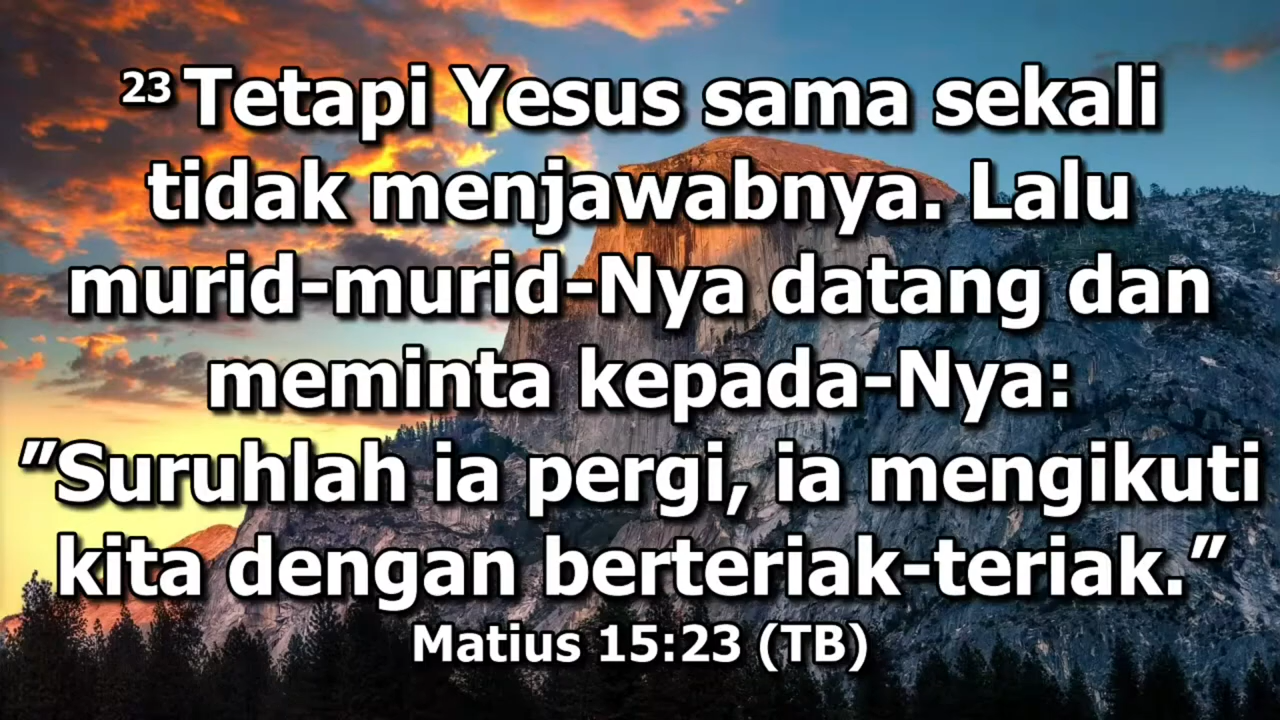 23 Tetapi Yesus sama sekali
tidak menjawabnya. Lalu
murid-murid-Nya datang dan
meminta kepada-Nya:
”Suruhlah ia pergi, ia mengikuti
kita dengan berteriak-teriak.”
Matius 15:23 (TB)